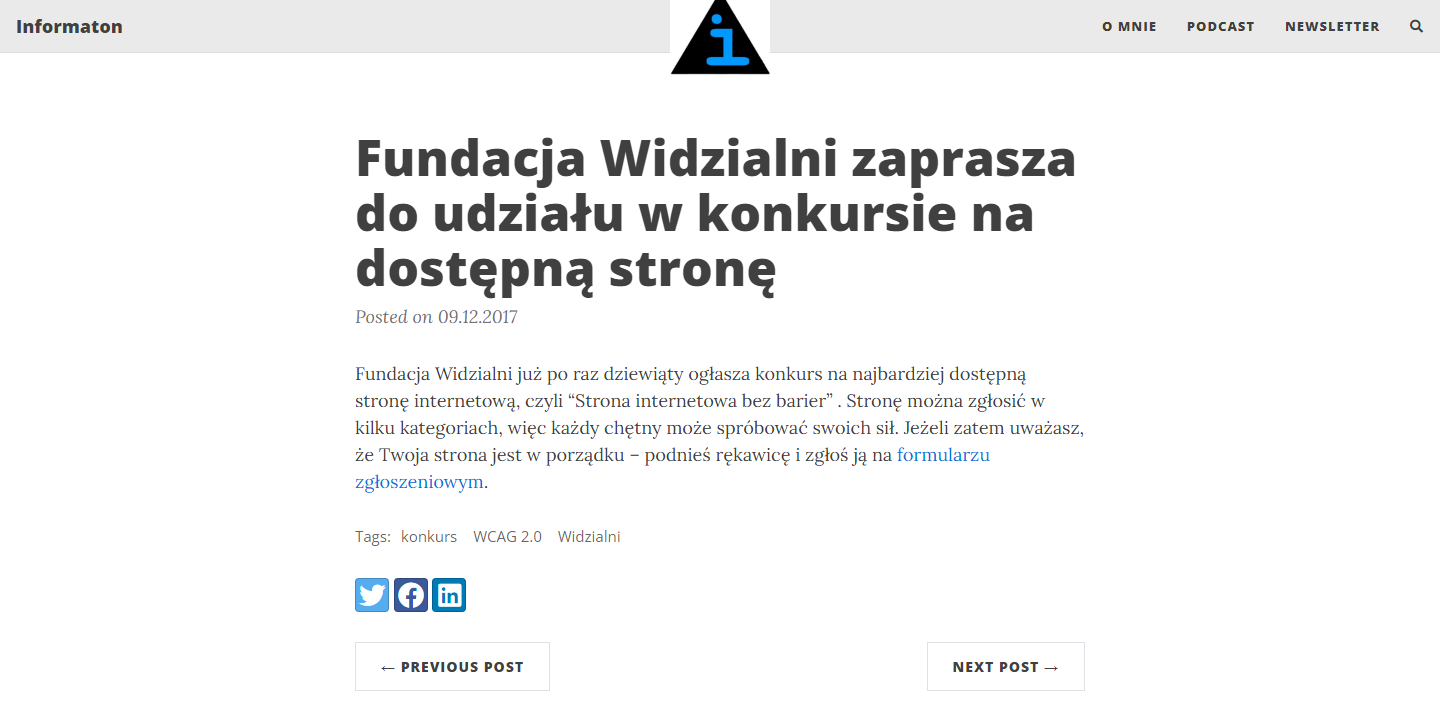 Informaton
i
O MNIE PODCAST NEWSLETTER
Fundacja Widzialni zaprasza
do udziału w konkursie na
dostępną stronę
Posted on 09.12.2017
Fundacja Widzialni już po raz dziewiąty ogłasza konkurs na najbardziej dostępną
stronę internetową, czyli “Strona internetowa bez barier” . Stronę można zgłosić w
kilku kategoriach, więc każdy chętny może spróbować swoich sił. Jeżeli zatem uważasz,
że Twoja strona jest w porządku – podnieś rękawicę i zgłoś ją na formularzu
zgłoszeniowym.
Tags: konkurs WCAG 2.0 Widzialni
← PREVIOUS POST
NEXT POST →